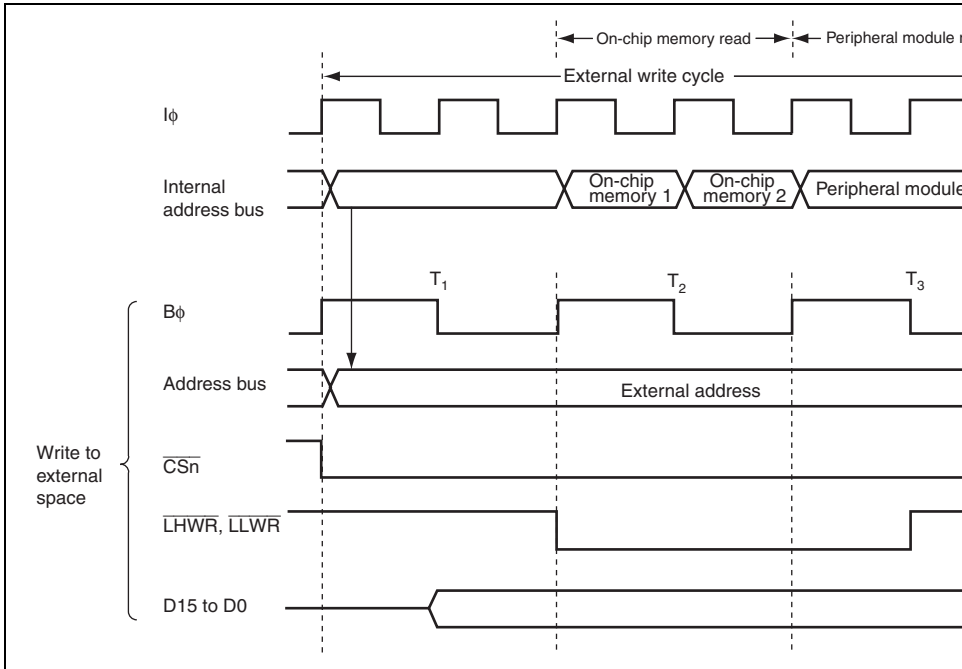 On-chip memory read
Peripheral module
External write cycle
Iϕ
Internal
address bus
On-chip
memory 1
On-chip
memory 2
Peripheral module
T1
T2
T3
Bϕ
Address bus
External address
Write to
external
space
CSn
LHWR, LLWR
D15 to D0